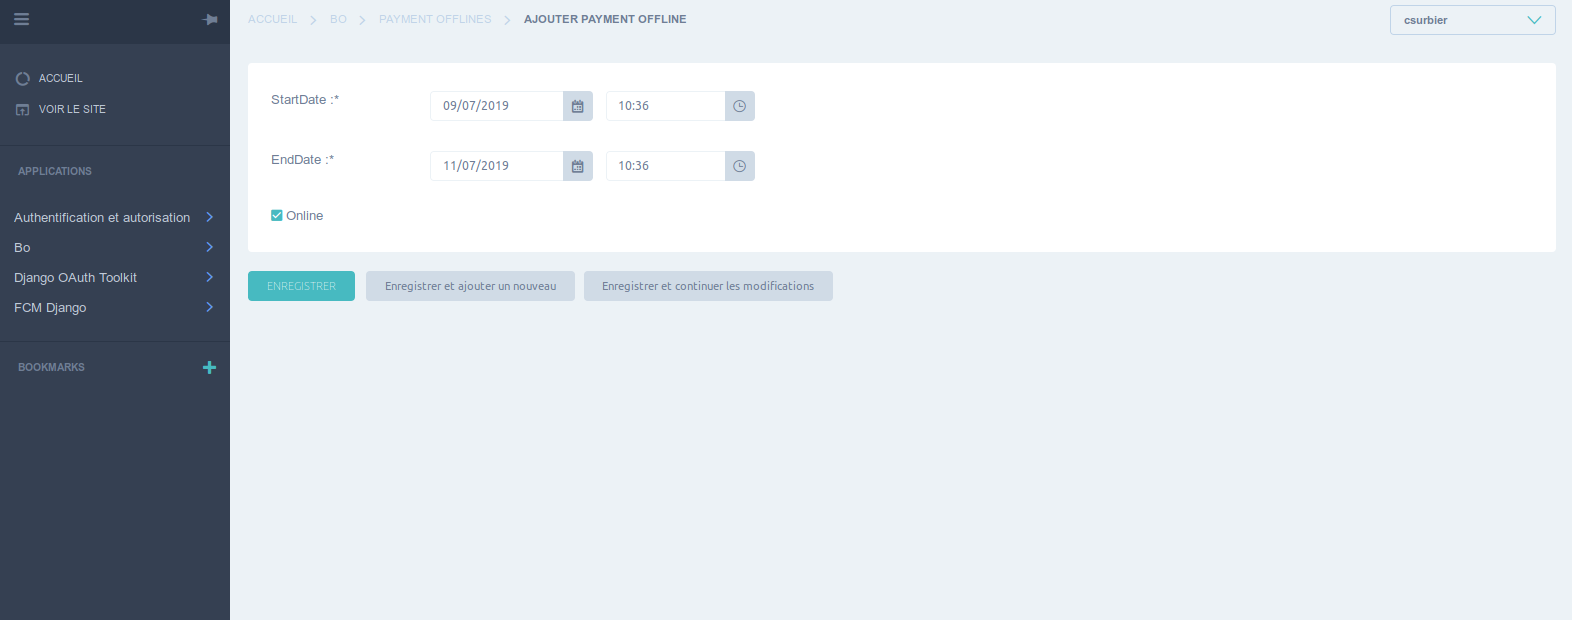 ACCUEIL BO PAYMENT OFFLINES AJOUTER PAYMENT OFFLINE
csurbier
ACCUEIL
VOIR LE SITE
APPLICATIONS
Authentification et autorisation
Bo
Django OAuth Toolkit
FCM Django
BOOKMARKS
StartDate :* 09/07/2019 10:36
EndDate :* 11/07/2019 10:36
Online
ENREGISTRER Enregistrer et ajouter un nouveau Enregistrer et continuer les modifications